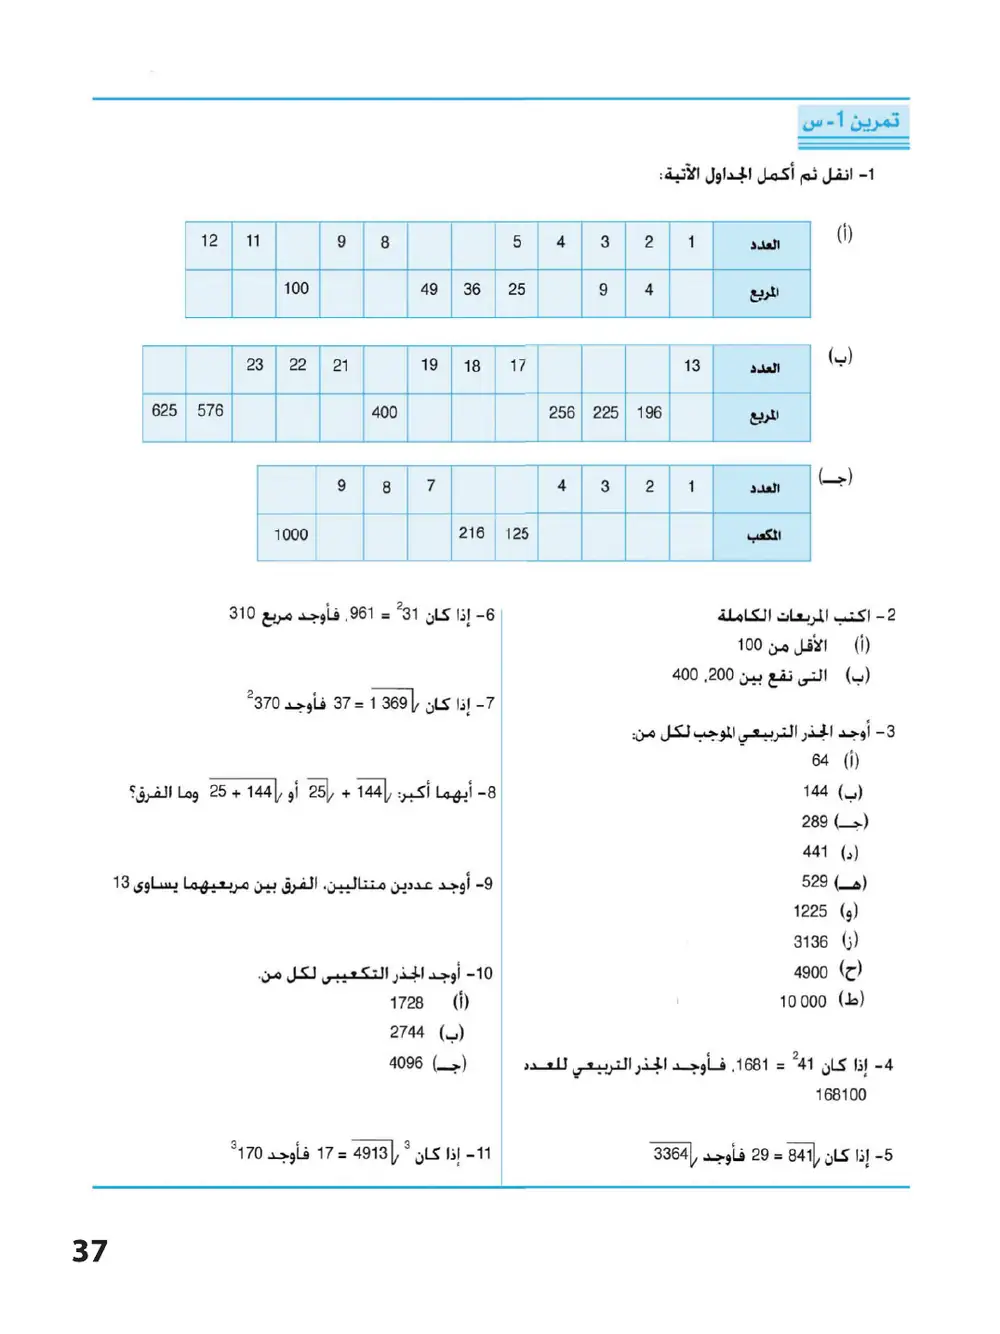 تمرين 1- س
1- انقل ثم أكمل الجداول الآتية:
(أ)
العدد 1 2 3 4 5 8 9 11 12
المربع 4 9 25 36 49 100
(ب)
العدد 13 17 18 19 21 22 23
المربع 196 225 256 400 576 625
(جـ)
العدد 1 2 3 4 7 8 9
المكعب 125 216 1000
2- اكتب المربعات الكاملة
(أ) الأقل من 100
(ب) التى تقع بين 200, 400
3- أوجد الجذر التربيعي الموجب لكل من:
(أ) 64
(ب) 144
(جـ) 289
(د) 441
(هـ) 529
(و) 1225
(ز) 3136
(ح) 4900
(ط) 10 000
4- إذا كان 41² = 1681, فأوجد الجذر التربيعي للعدد
168100
5- إذا كان √841 = 29 فأوجد √3364
6- إذا كان 31² = 961, فأوجد مربع 310
7- إذا كان √1 369 = 37 فأوجد 370²
8- أيهما أكبر: √144 + √25 أو √144 + 25 وما الفرق؟
9- أوجد عددين متتاليين, الفرق بين مربعيهما يساوى 13
10- أوجد الجذر التكعيبى لكل من.
(أ) 1728
(ب) 2744
(جـ) 4096
11- إذا كان ³√4913 = 17 فأوجد 170³
37